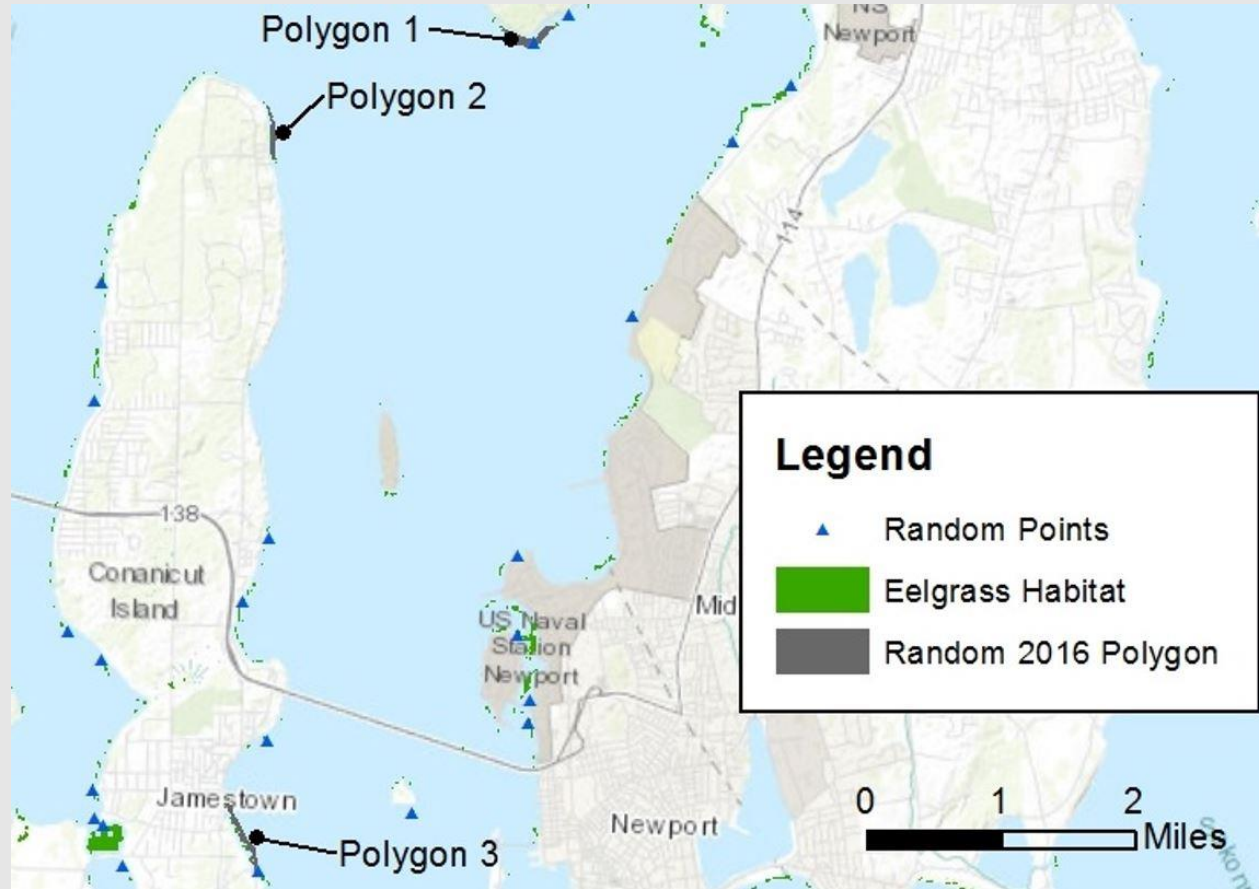 NS
Newport
Polygon 1
Polygon 2
114
138
Conanicut
Island
US Naval
Station
Newport
Mid
Legend
Random Points
Eelgrass Habitat
Random 2016 Polygon
Jamestown
Newport
Polygon 3
0 1 2
Miles